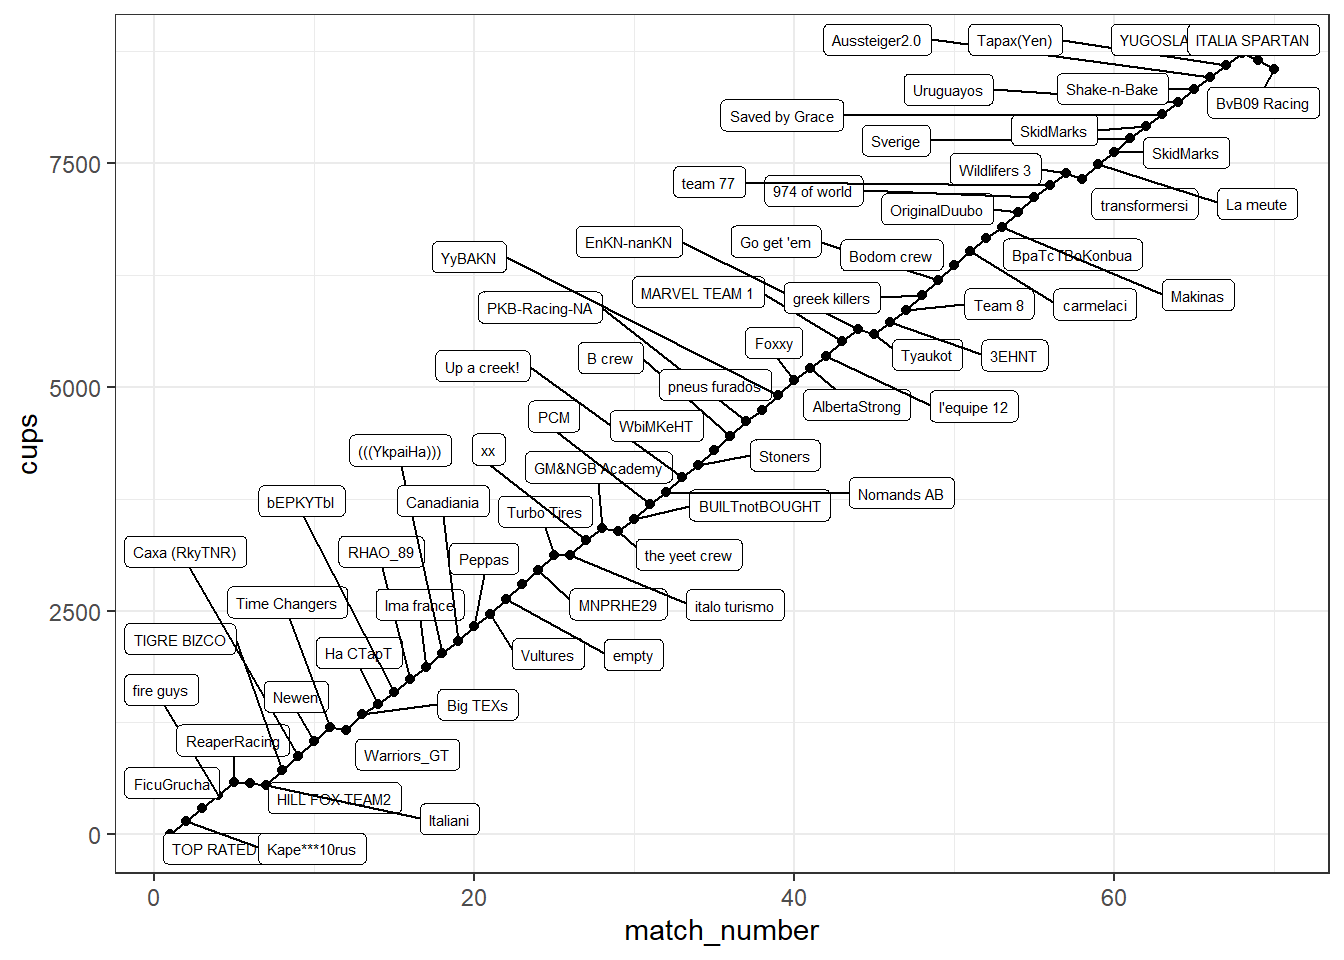 Aussteiger2.0
Tapax(Yen)
YUGOSLA
ITALIA SPARTAN
Uruguayos
Shake-n-Bake
BvB09 Racing
Saved by Grace
SkidMarks
Sverige
SkidMarks
7500
Wildlifers 3
team 77
974 of world
OriginalDuubo
transformersi
La meute
EnKN-nanKN
Go get 'em
YyBAKN
Bodom crew
BpaTcTBoKonbua
MARVEL TEAM 1
greek killers
Makinas
PKB-Racing-NA
Team 8
carmelaci
Foxxy
Tyaukot
3EHNT
B crew
Up a creek!
5000
pneus furados
AlbertaStrong
l'equipe 12
PCM
WbiMKeHT
cups
(((YkpaiHa)))
xx
GM&NGB Academy
Stoners
bEPKYTbI
Canadiania
Nomands AB
Turbo Tires
BUILTnotBOUGHT
Caxa (RkyTNR)
RHAO_89
Peppas
the yeet crew
Time Changers
Ima france
MNPRHE29
italo turismo
2500
TIGRE BIZCO
Ha CTapT
Vultures
empty
fire guys
Newen
Big TEXs
ReaperRacing
Warriors_GT
FicuGrucha
HILL FOX TEAM2
Italiani
0
TOP RATED
Kape***10rus
0
20
40
60
match_number